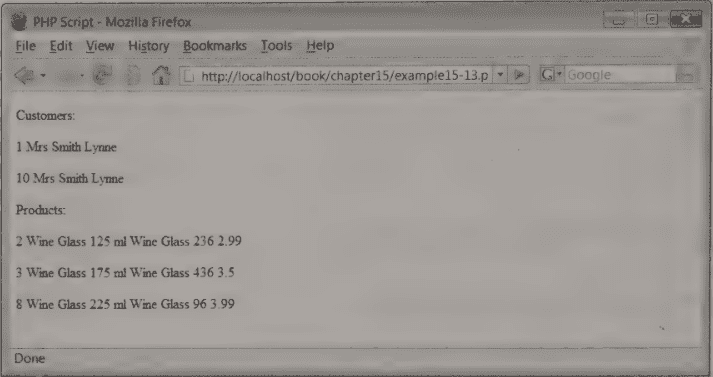 PHP Script - Mozilla Firefox
File Edit View History Bookmarks Tools Help
http://localhost/book/chapter15/example15-13.p G Google
Customers:
1 Mrs Smith Lynne
10 Mrs Smith Lynne
Products:
2 Wine Glass 125 ml Wine Glass 236 2.99
3 Wine Glass 175 ml Wine Glass 436 3.5
8 Wine Glass 225 ml Wine Glass 96 3.99
Done